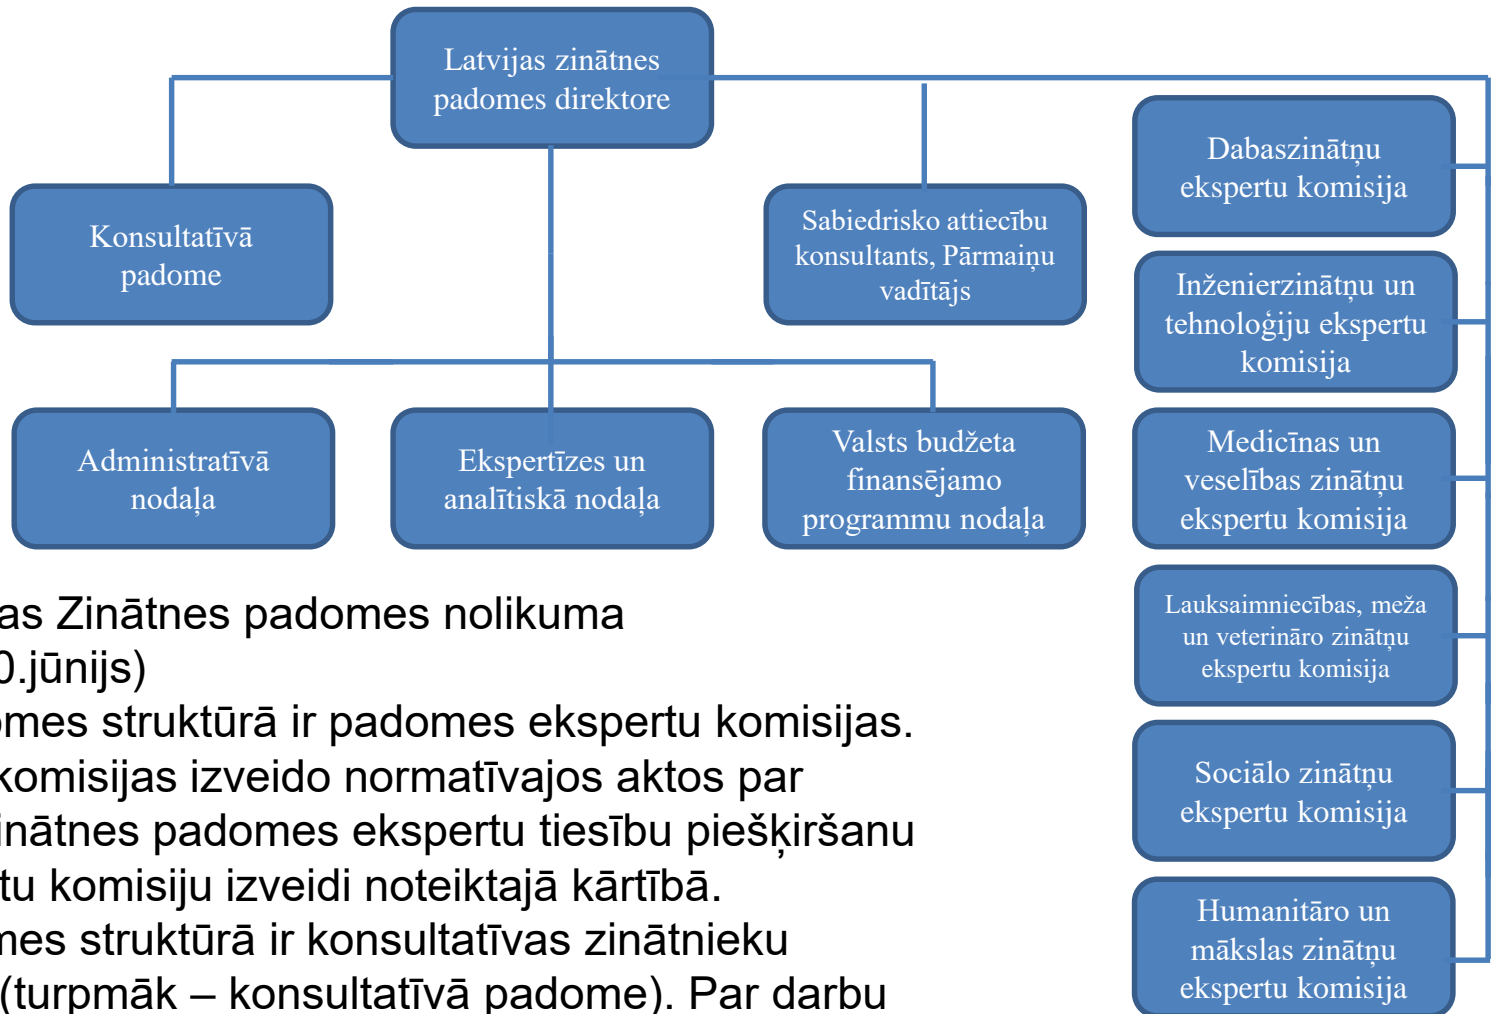 Latvijas zinātnes
padomes direktore
Konsultatīvā
padome
Sabiedrisko attiecību
konsultants, Pārmaiņu
vadītājs
Administratīvā
nodaļa
Ekspertīzes un
analītiskā nodaļa
Valsts budžeta
finansējamo
programmu nodaļa
Dabaszinātņu
ekspertu komisija
Inženierzinātņu un
tehnoloģiju ekspertu
komisija
Medicīnas un
veselības zinātņu
ekspertu komisija
Lauksaimniecības, meža
un veterināro zinātņu
ekspertu komisija
Sociālo zinātņu
ekspertu komisija
Humanitāro un
mākslas zinātņu
ekspertu komisija
as Zinātnes padomes nolikuma
0.jūnijs)
omes struktūrā ir padomes ekspertu komisijas.
komisijas izveido normatīvajos aktos par
inātnes padomes ekspertu tiesību piešķiršanu
tu komisiju izveidi noteiktajā kārtībā.
mes struktūrā ir konsultatīvas zinātnieku
(turpmāk – konsultatīvā padome). Par darbu